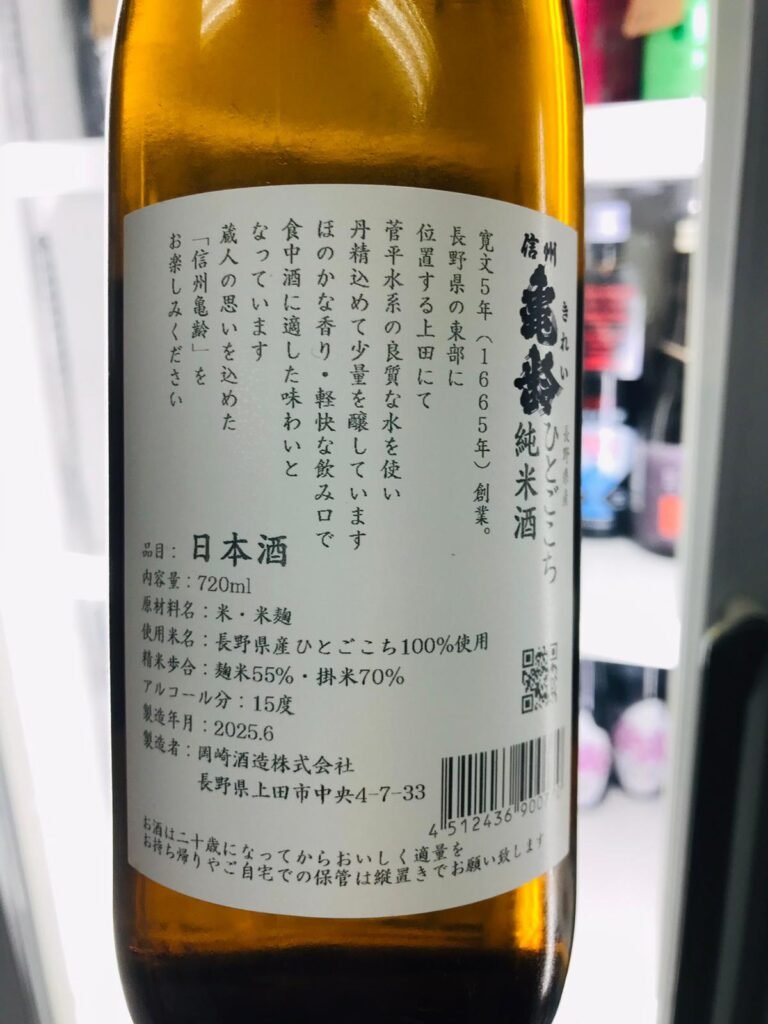 信州
亀齢
きれい
長野県産
ひとごこち
純米酒
寛文5年（1665年）創業。
長野県の東部に
位置する上田にて
菅平水系の良質な水を使い
丹精込めて少量を醸しています
ほのかな香り・軽快な飲み口で
食中酒に適した味わいと
なっています
蔵人の思いを込めた
「信州亀齢」を
お楽しみください
品目：日本酒
内容量：720ml
原材料名：米・米麹
使用米名：長野県産ひとごこち100%使用
精米歩合：麹米55%・掛米70%
アルコール分：15度
製造年月：2025.6
製造者：岡崎酒造株式会社
長野県上田市中央4-7-33
4 512436 900
お酒は二十歳になってからおいしく適量を
お持ち帰りやご自宅での保管は縦置きでお願い致します